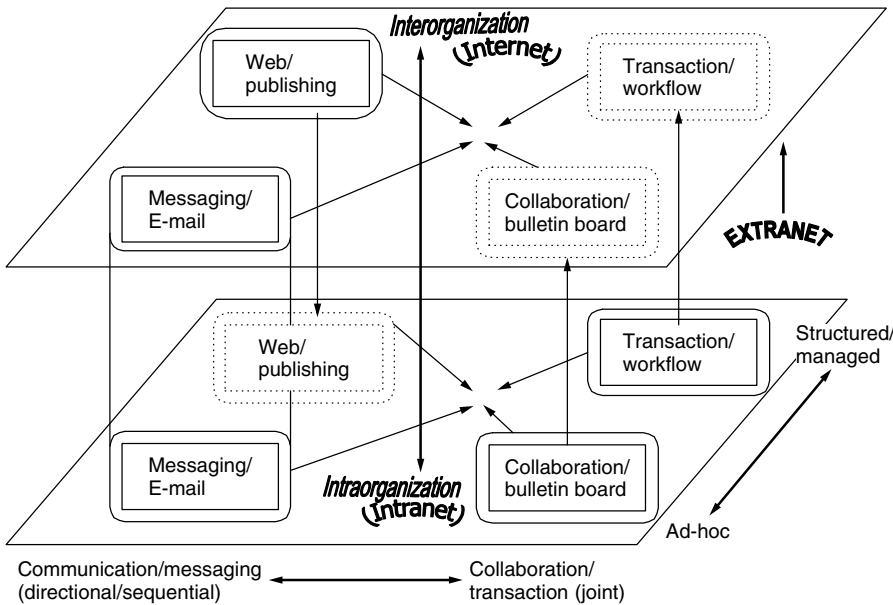 Interorganization
(Internet)
Web/
publishing
Transaction/
workflow
Messaging/
E-mail
Collaboration/
bulletin board
EXTRANET
Web/
publishing
Transaction/
workflow
Structured/
managed
Messaging/
E-mail
Collaboration/
bulletin board
Intraorganization
(Intranet)
Ad-hoc
Communication/messaging
(directional/sequential)
Collaboration/
transaction (joint)